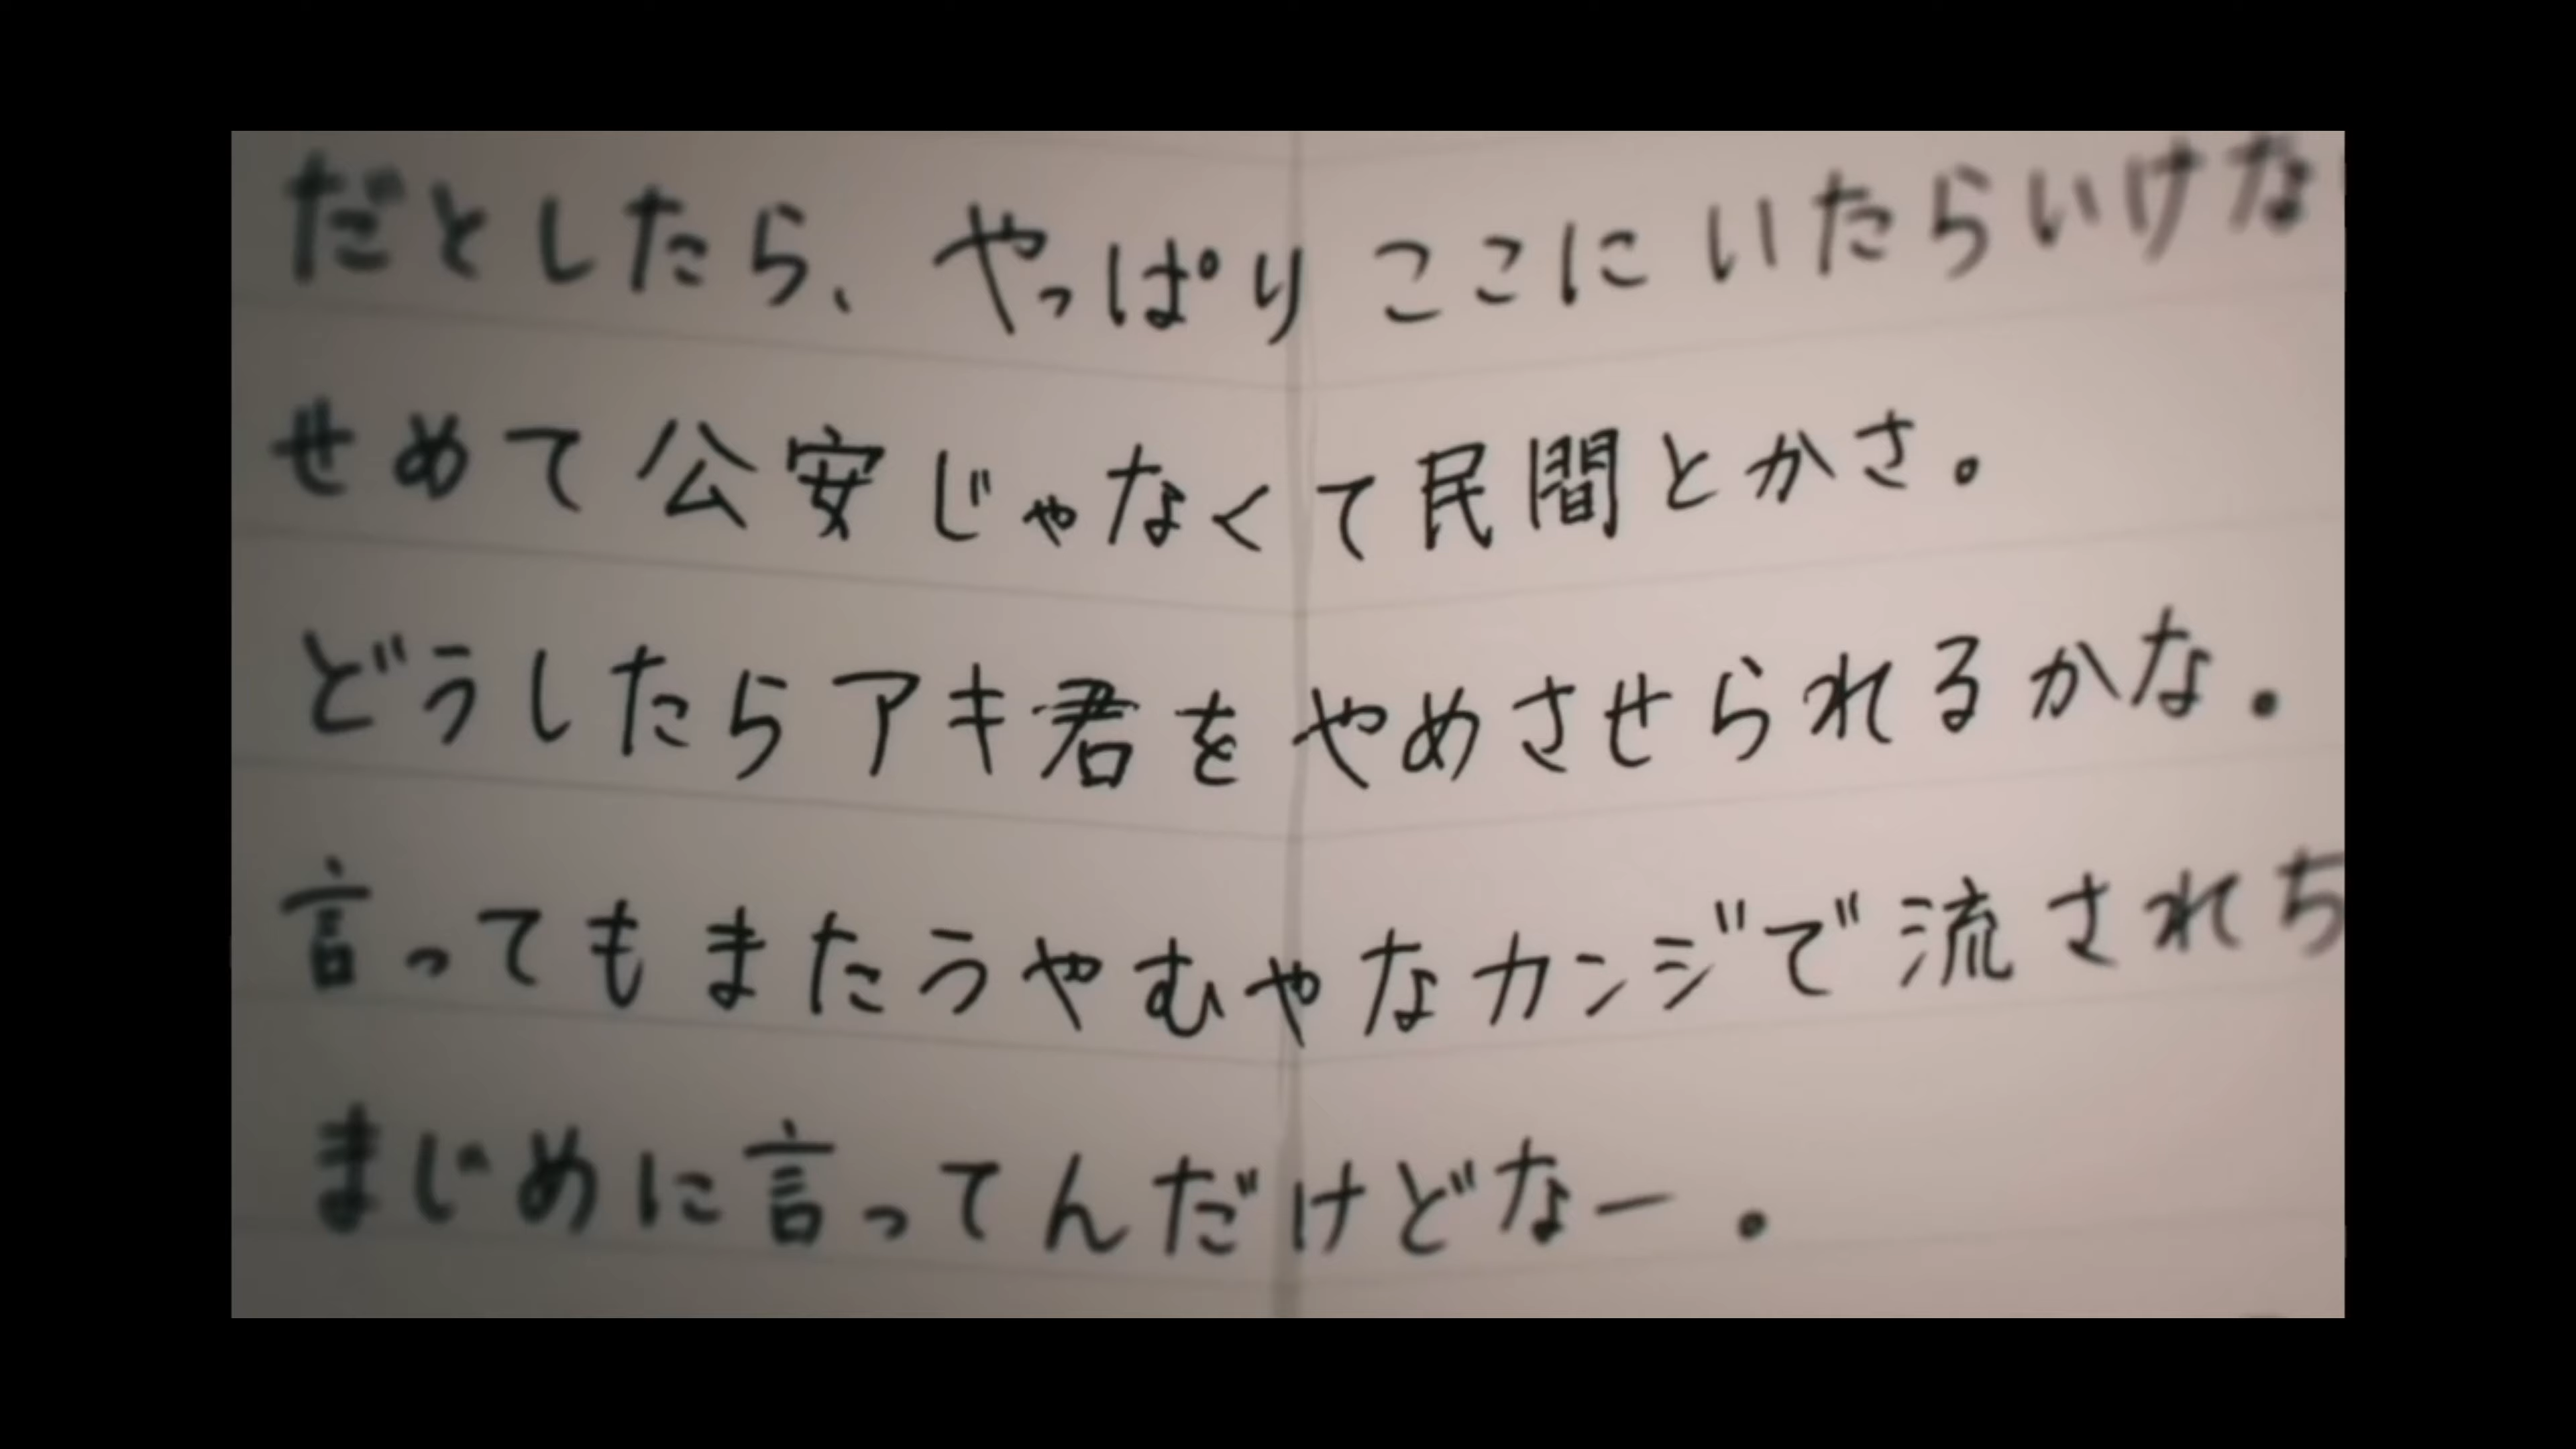 だとしたら、やっぱりここにいたらいけな
せめて公安じゃなくて民間とかさ。
どうしたらアキ君をやめさせられるかな。
言ってもまたうやむやなカンジで流されち
まじめに言ってんだけどなー。